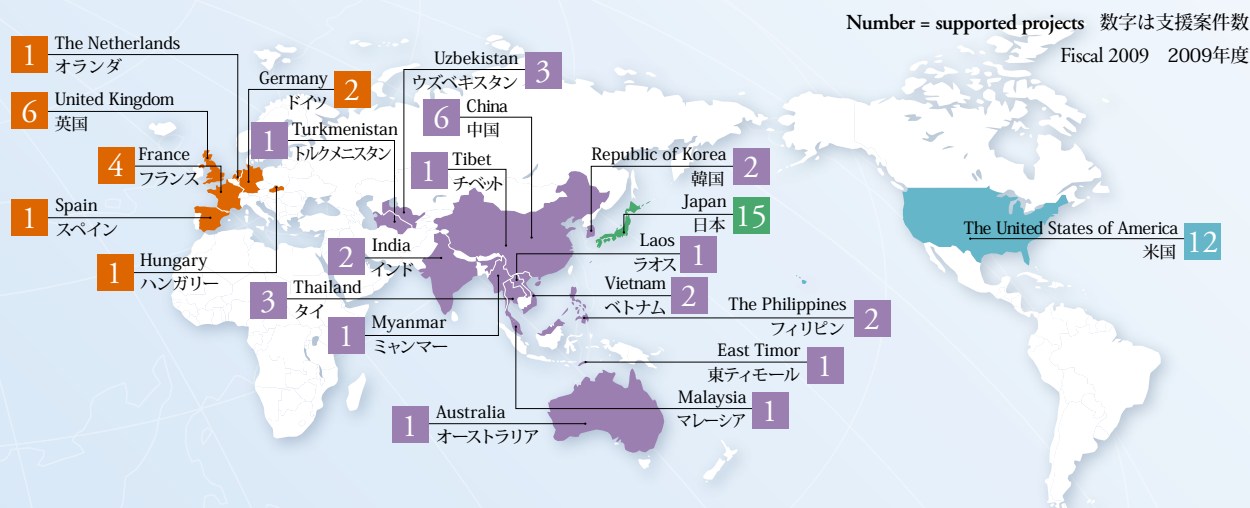 Number = supported projects 数字は支援案件数
Fiscal 2009 2009年度
1
The Netherlands
オランダ
6
United Kingdom
英国
Germany
ドイツ
2
4
France
フランス
1
Spain
スペイン
1
Hungary
ハンガリー
Uzbekistan
ウズベキスタン
3
1
Turkmenistan
トルクメニスタン
6
China
中国
1
Tibet
チベット
Republic of Korea
韓国
2
Japan
日本
15
2
India
インド
Laos
ラオス
1
3
Thailand
タイ
Vietnam
ベトナム
2
1
Myanmar
ミャンマー
The Philippines
フィリピン
2
East Timor
東ティモール
1
Malaysia
マレーシア
1
1
Australia
オーストラリア
The United States of America
米国
12